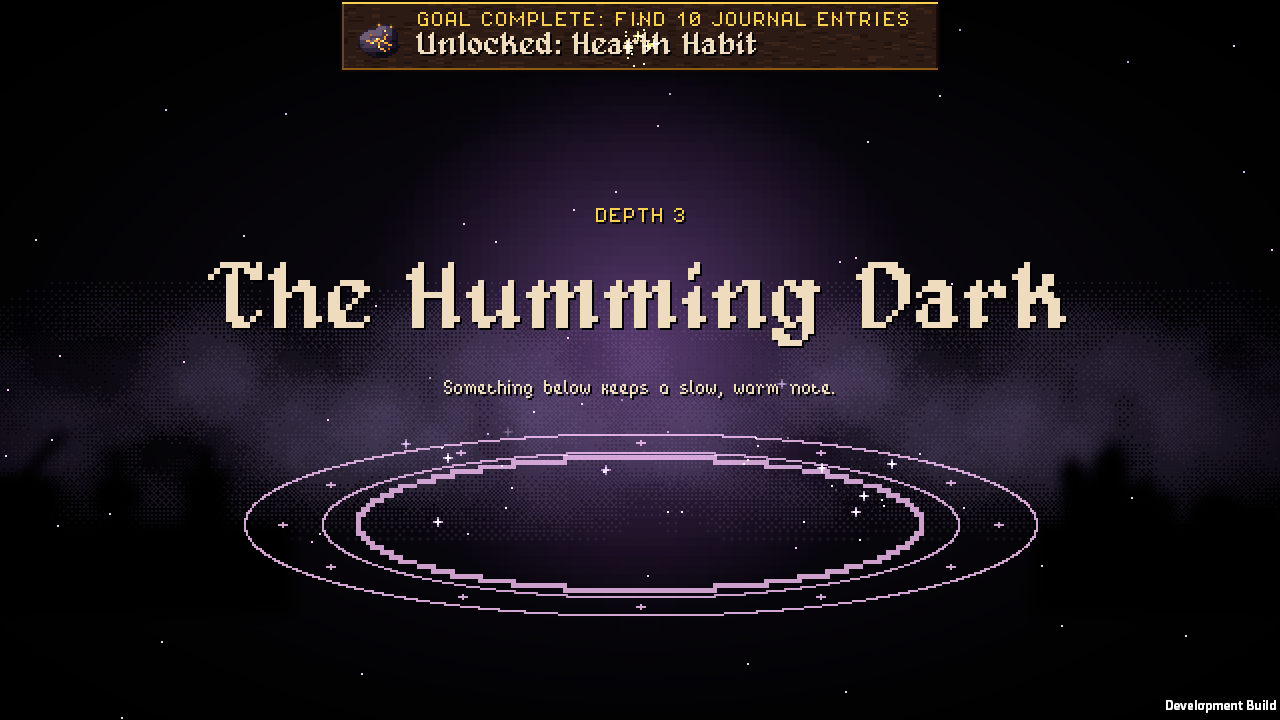 GOAL COMPLETE: FIND 10 JOURNAL ENTRIES
Unlocked: Hearth Habit
DEPTH 3
The Humming Dark
Something below keeps a slow, warm note.
Development Build